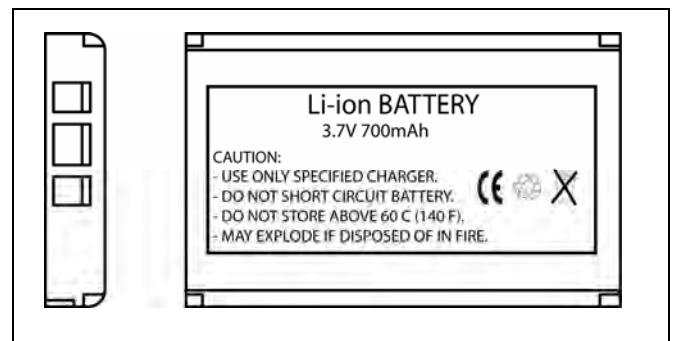 Li-ion BATTERY
3.7V 700mAh
CAUTION:
- USE ONLY SPECIFIED CHARGER.
- DO NOT SHORT CIRCUIT BATTERY.
- DO NOT STORE ABOVE 60 C (140 F).
- MAY EXPLODE IF DISPOSED OF IN FIRE.
CE